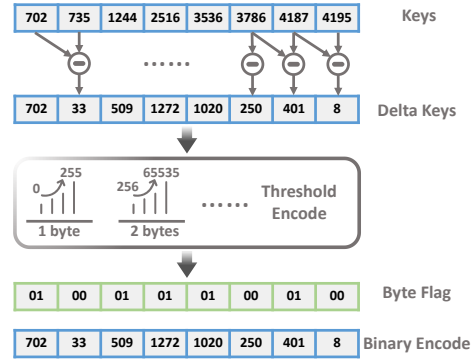 702 735 1244 2516 3536 3786 4187 4195 Keys
......
702 33 509 1272 1020 250 401 8 Delta Keys
0 255 256 65535 ...... Threshold
Encode
1 byte 2 bytes
01 00 01 01 01 00 01 00 Byte Flag
702 33 509 1272 1020 250 401 8 Binary Encode